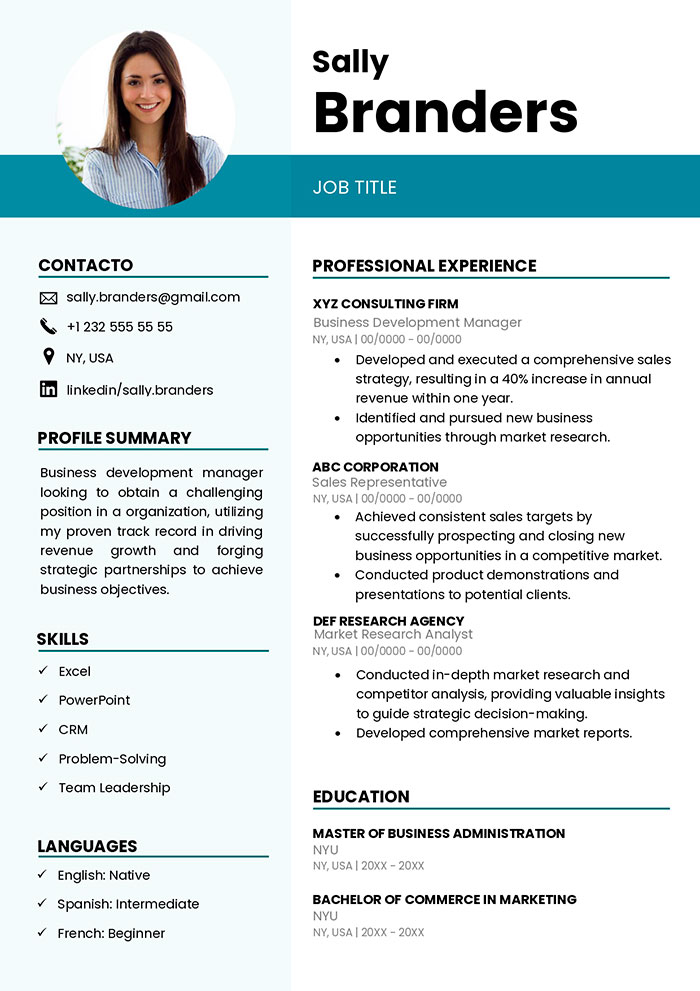 Sally
Branders
JOB TITLE
CONTACTO
sally.branders@gmail.com
+1 232 555 55 55
NY, USA
in linkedin/sally.branders
PROFILE SUMMARY
Business development manager
looking to obtain a challenging
position in a organization, utilizing
my proven track record in driving
revenue growth and forging
strategic partnerships to achieve
business objectives.
SKILLS
✓ Excel
✓ PowerPoint
✓ CRM
✓ Problem-Solving
✓ Team Leadership
LANGUAGES
✓ English: Native
✓ Spanish: Intermediate
✓ French: Beginner
PROFESSIONAL EXPERIENCE
XYZ CONSULTING FIRM
Business Development Manager
NY, USA | 00/0000 - 00/0000
• Developed and executed a comprehensive sales
strategy, resulting in a 40% increase in annual
revenue within one year.
• Identified and pursued new business
opportunities through market research.
ABC CORPORATION
Sales Representative
NY, USA | 00/0000 - 00/0000
• Achieved consistent sales targets by
successfully prospecting and closing new
business opportunities in a competitive market.
• Conducted product demonstrations and
presentations to potential clients.
DEF RESEARCH AGENCY
Market Research Analyst
NY, USA | 00/0000 - 00/0000
• Conducted in-depth market research and
competitor analysis, providing valuable insights
to guide strategic decision-making.
• Developed comprehensive market reports.
EDUCATION
MASTER OF BUSINESS ADMINISTRATION
NYU
NY, USA | 20XX - 20XX
BACHELOR OF COMMERCE IN MARKETING
NYU
NY, USA | 20XX - 20XX